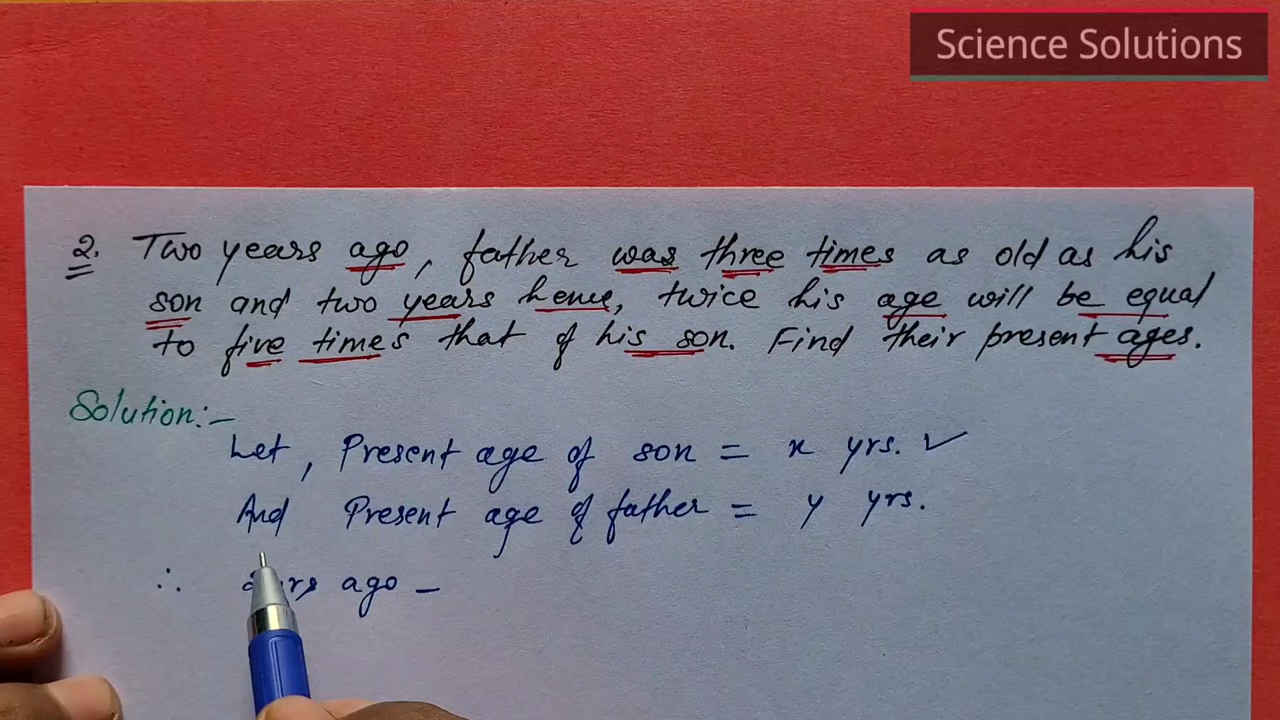 Science Solutions
2. Two years ago, father was three times as old as his
son and two years hence, twice his age will be equal
to five times that of his son. Find their present ages.
Solution:-
Let, Present age of son = x yrs. ✓
And Present age of father = y yrs.
∴ ago -